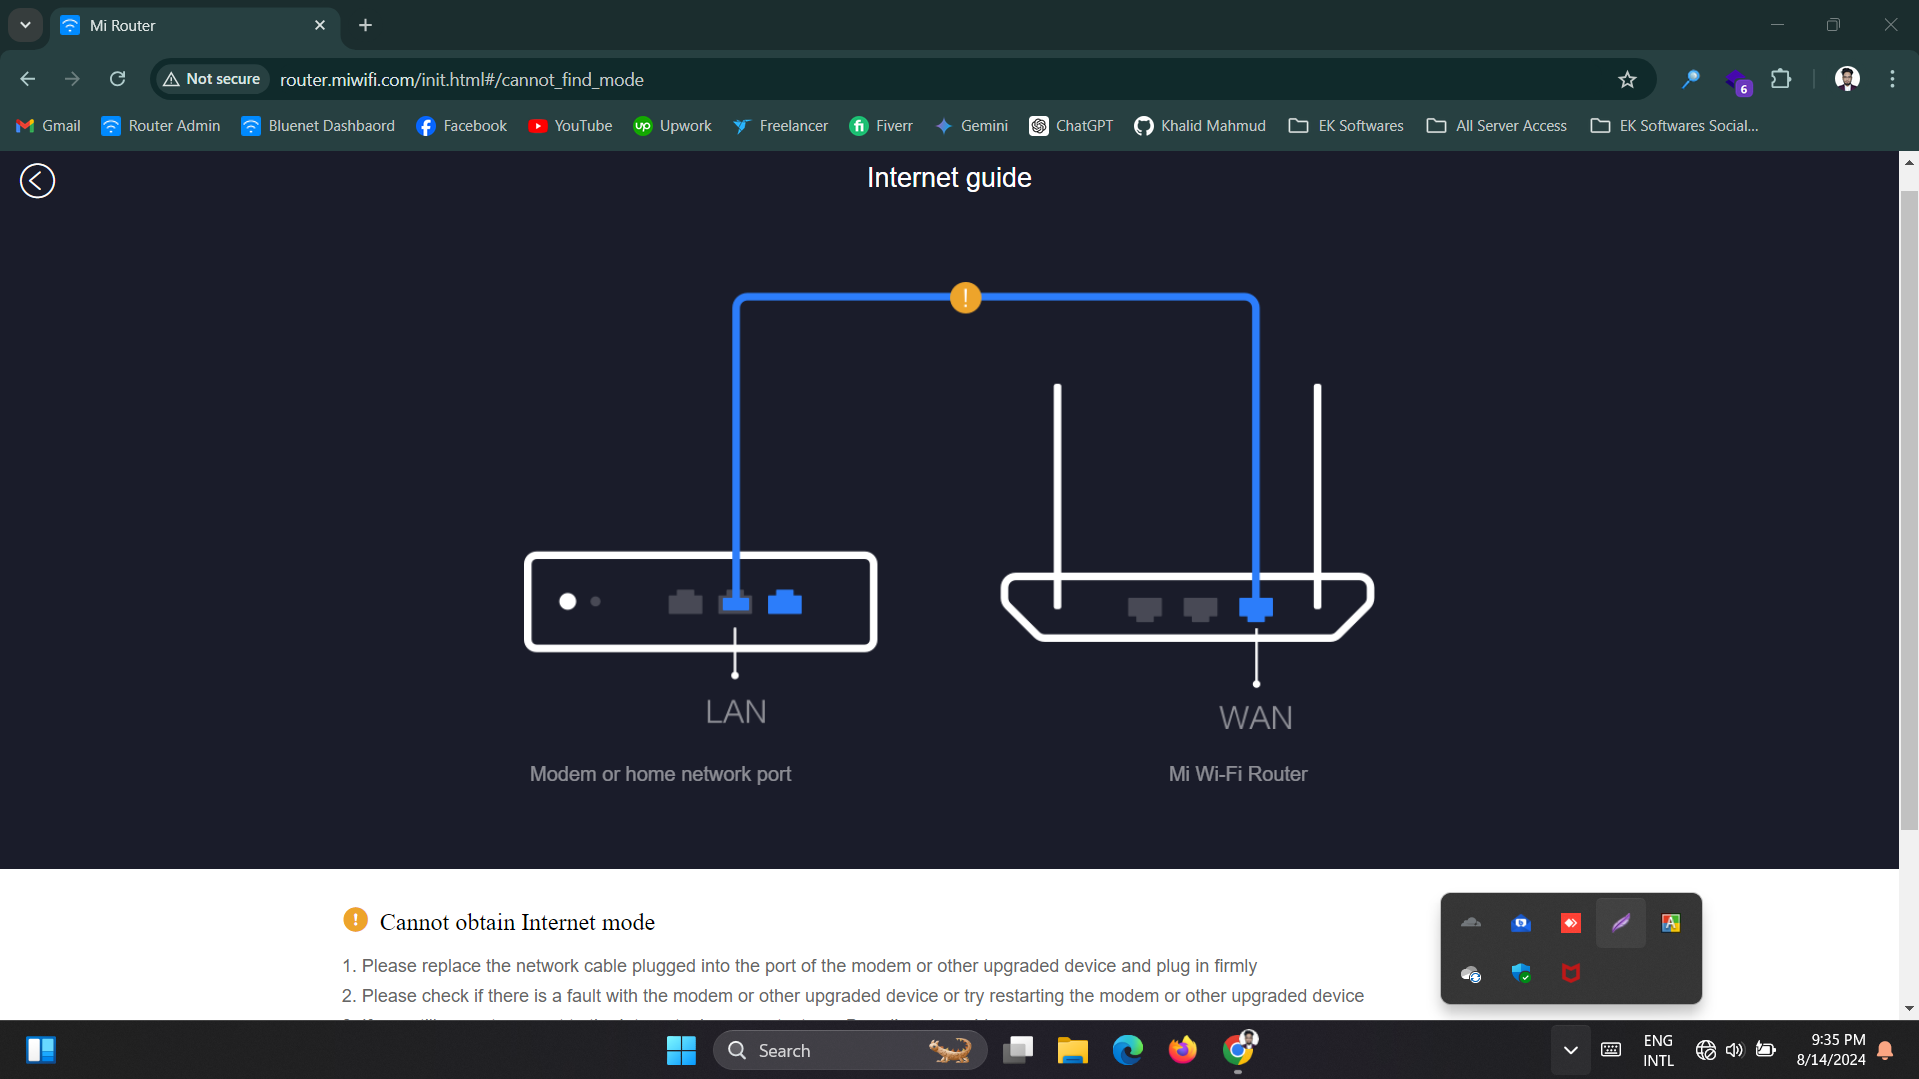 Mi Router
Not secure
router.miwifi.com/init.html#/cannot_find_mode
6
Gmail
Router Admin
Bluenet Dashbaord
Facebook
YouTube
up
Upwork
Freelancer
fi
Fiverr
Gemini
ChatGPT
Khalid Mahmud
EK Softwares
All Server Access
EK Softwares Social...
Internet guide
!
LAN
WAN
Modem or home network port
Mi Wi-Fi Router
! Cannot obtain Internet mode
1. Please replace the network cable plugged into the port of the modem or other upgraded device and plug in firmly
2. Please check if there is a fault with the modem or other upgraded device or try restarting the modem or other upgraded device
A
Search
ENG
INTL
9:35 PM
8/14/2024